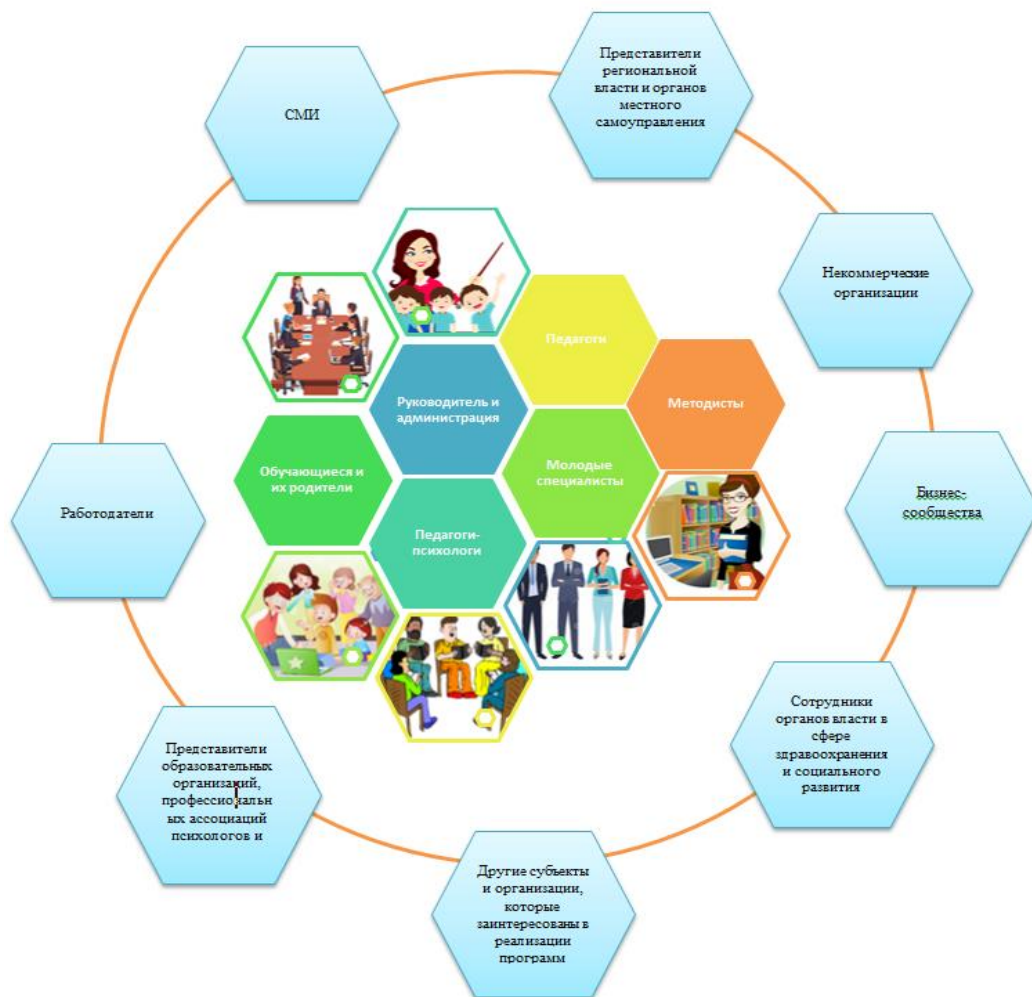 СМИ
Представители
региональной
власти и органов
местного
самоуправления
Некоммерческие
организации
Бизнес-
сообщества
Сотрудники
органов власти в
сфере
здравоохранения
и социального
развития
Другие субъекты
и организации,
которые
заинтересованы в
реализации
программ
Представители
образовательных
организаций,
профессиональн
ых ассоциаций
психологов и
Работодатели
Педагоги
Методисты
Руководитель и
администрация
Молодые
специалисты
Обучающиеся и
их родители
Педагоги-
психологи